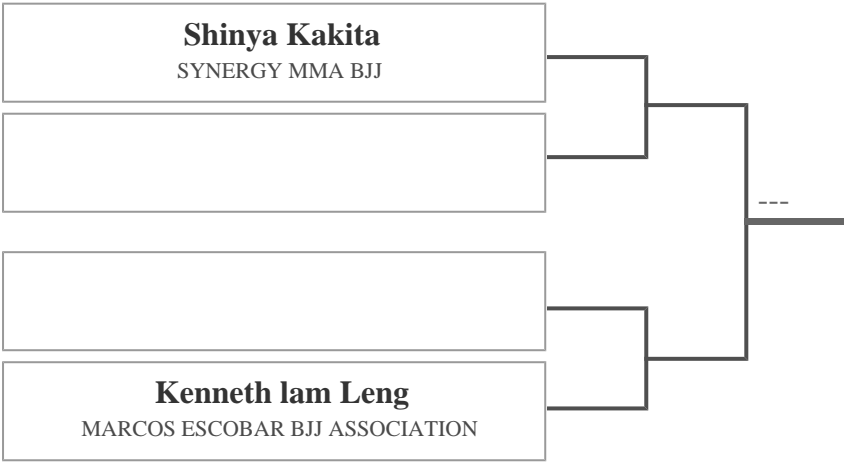 Shinya Kakita
SYNERGY MMA BJJ
---
Kenneth lam Leng
MARCOS ESCOBAR BJJ ASSOCIATION